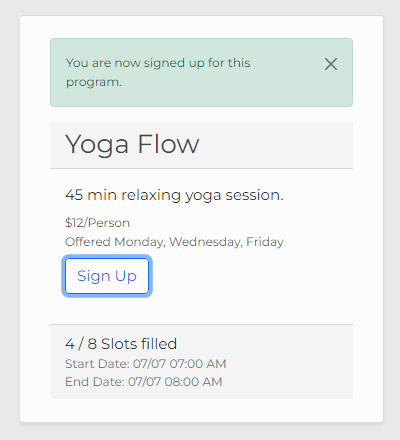 You are now signed up for this
program.
Yoga Flow
45 min relaxing yoga session.
$12/Person
Offered Monday, Wednesday, Friday
Sign Up
4 / 8 Slots filled
Start Date: 07/07 07:00 AM
End Date: 07/07 08:00 AM